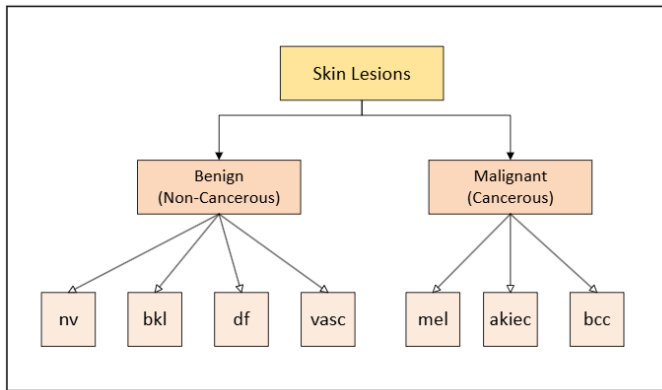 Skin Lesions
Benign
(Non-Cancerous)
Malignant
(Cancerous)
nv
bkl
df
vasc
mel
akiec
bcc